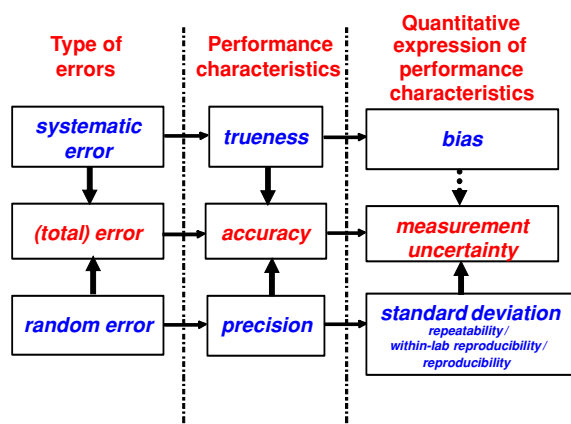 Type of
errors
Performance
characteristics
Quantitative
expression of
performance
characteristics
systematic
error
trueness
bias
(total) error
accuracy
measurement
uncertainty
random error
precision
standard deviation
repeatability/
within-lab reproducibility/
reproducibility